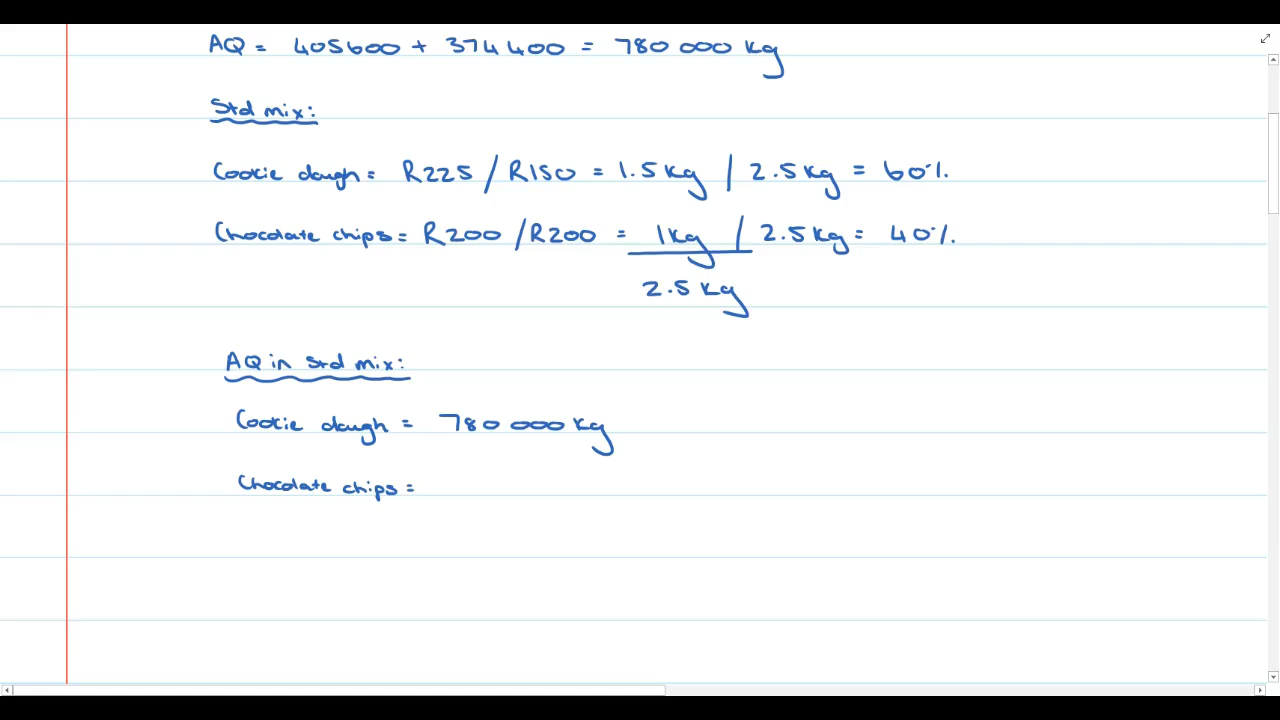 AQ = 405600 + 374400 = 780 000 kg
Std mix:
Cookie dough = R225 / R150 = 1.5 kg / 2.5 kg = 60%
Chocolate chips = R200 / R200 = 1 kg / 2.5 kg = 40%
2.5 kg
AQ in Std mix:
Cookie dough = 780 000 kg
Chocolate chips =